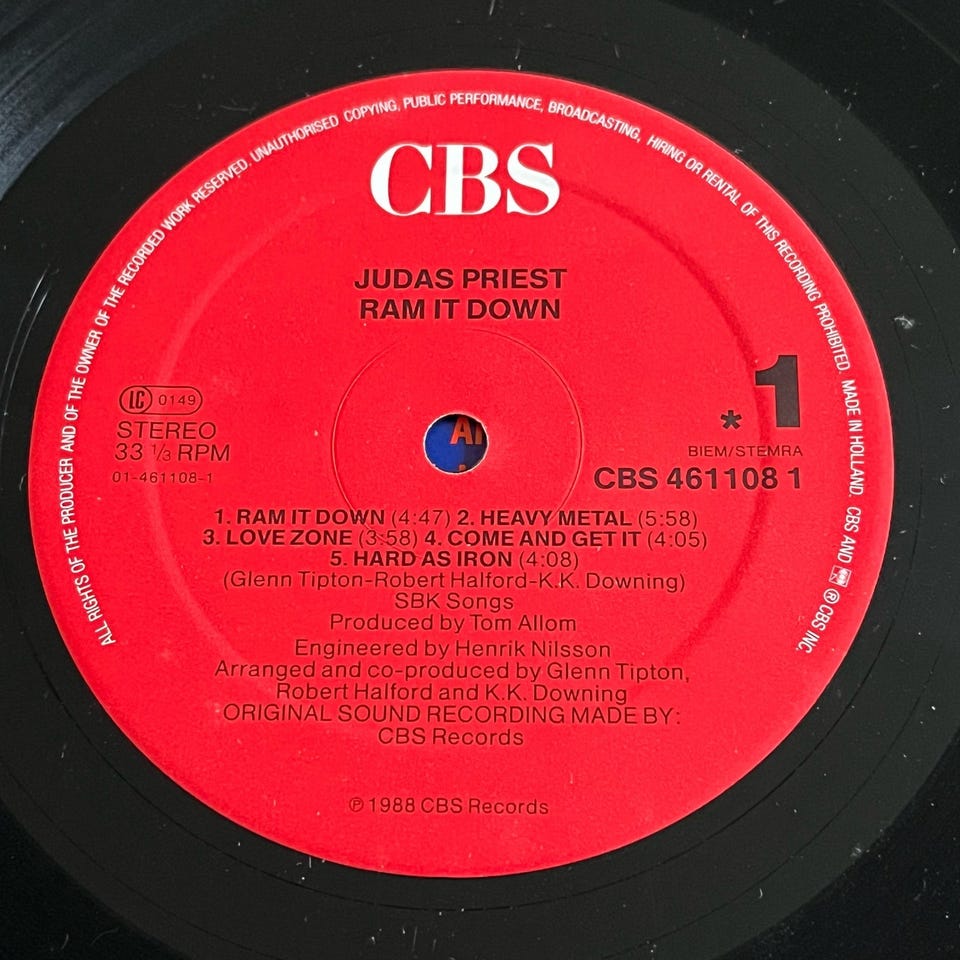 ALL RIGHTS OF THE PRODUCER AND OF THE OWNER OF THE RECORDED WORK RESERVED. UNAUTHORISED COPYING, PUBLIC PERFORMANCE, BROADCASTING, HIRING OR RENTAL OF THIS RECORDING PROHIBITED. MADE IN HOLLAND. CBS AND ® CBS INC.
CBS
JUDAS PRIEST
RAM IT DOWN
LC 0149
STEREO
33 1/3 RPM
01-461108-1
* 1
BIEM/STEMRA
CBS 461108 1
1. RAM IT DOWN (4:47) 2. HEAVY METAL (5:58)
3. LOVE ZONE (3:58) 4. COME AND GET IT (4:05)
5. HARD AS IRON (4:08)
(Glenn Tipton-Robert Halford-K.K. Downing)
SBK Songs
Produced by Tom Allom
Engineered by Henrik Nilsson
Arranged and co-produced by Glenn Tipton,
Robert Halford and K.K. Downing
ORIGINAL SOUND RECORDING MADE BY:
CBS Records
℗ 1988 CBS Records